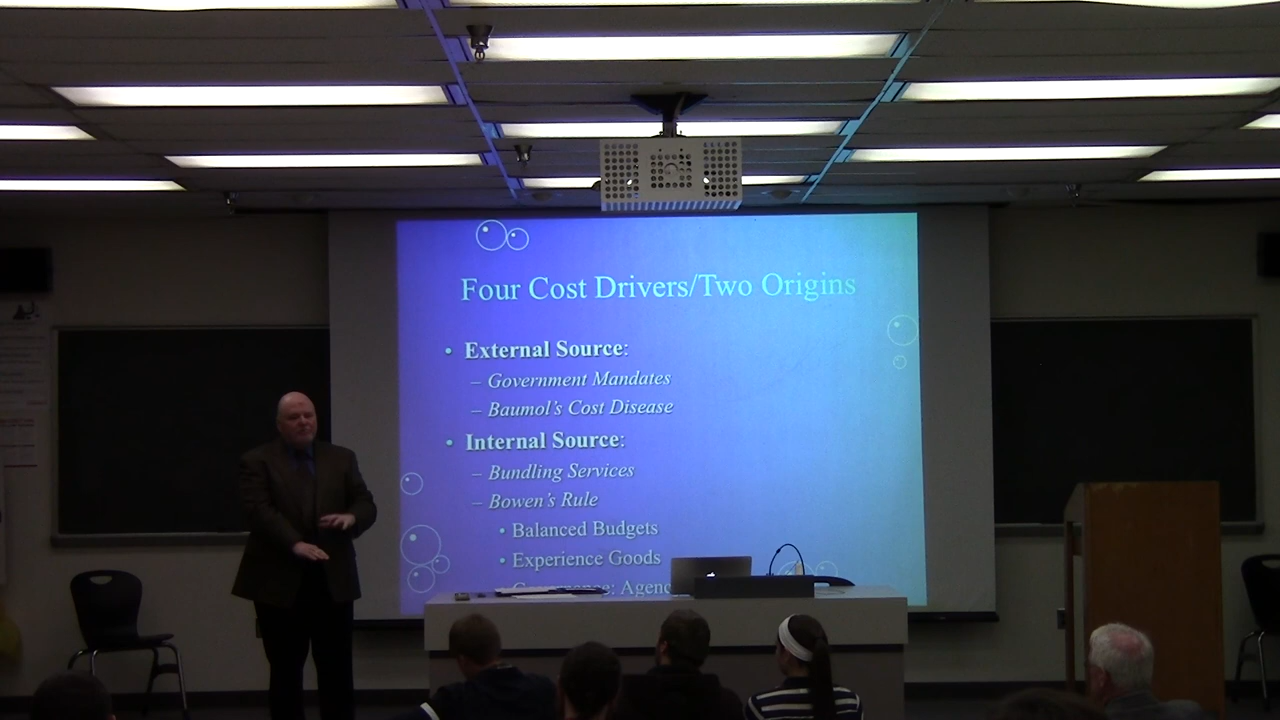 Four Cost Drivers/Two Origins
• External Source:
– Government Mandates
– Baumol's Cost Disease
• Internal Source:
– Bundling Services
– Bowen's Rule
• Balanced Budgets
• Experience Goods
• Governance: Agenc